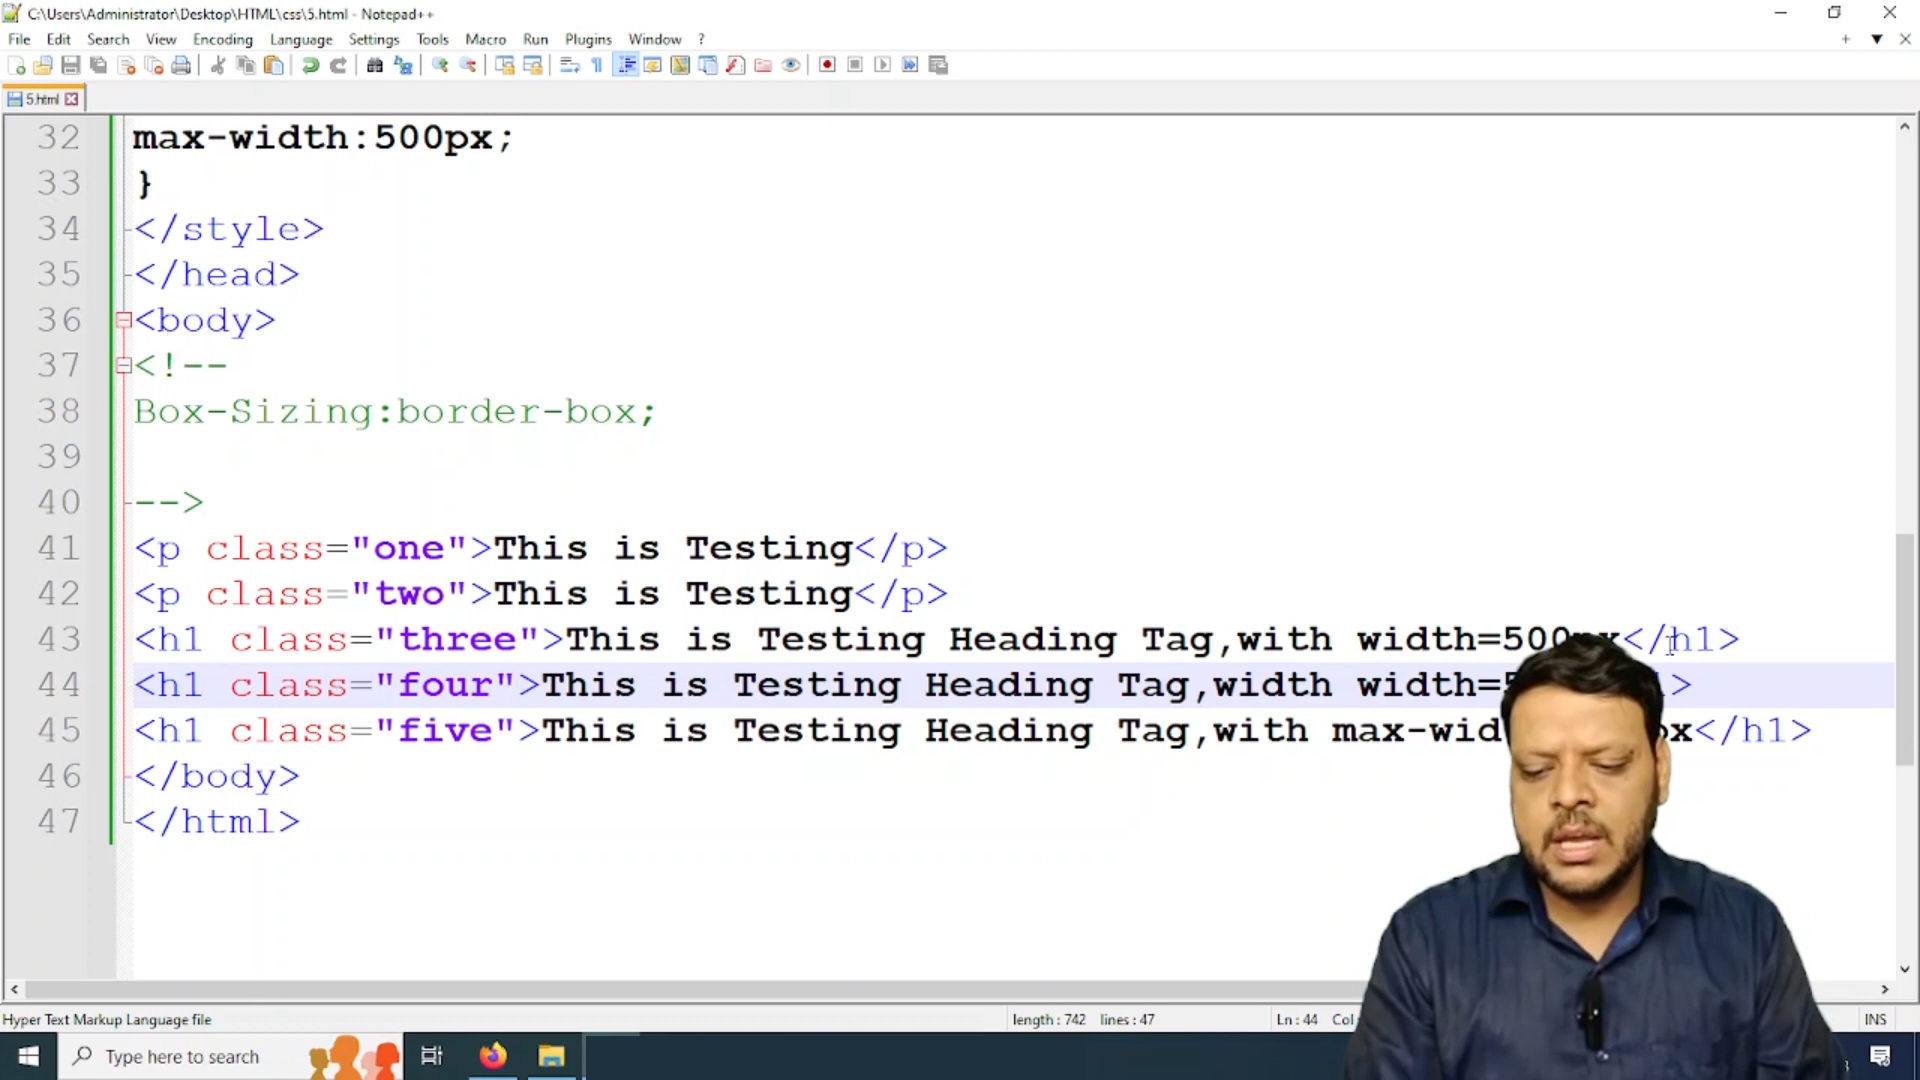 C:\Users\Administrator\Desktop\HTML\css\5.html - Notepad++
File Edit Search View Encoding Language Settings Tools Macro Run Plugins Window ?
5.html
32 max-width:500px;
33 }
34 </style>
35 </head>
36 <body>
37 <!--
38 Box-Sizing:border-box;
39
40 -->
41 <p class="one">This is Testing</p>
42 <p class="two">This is Testing</p>
43 <h1 class="three">This is Testing Heading Tag,with width=500px</h1>
44 <h1 class="four">This is Testing Heading Tag,width width=
45 <h1 class="five">This is Testing Heading Tag,with </h1>
46 </body>
47 </html>
Hyper Text Markup Language file length : 742 lines : 47 Ln : 44 Col INS
Type here to search